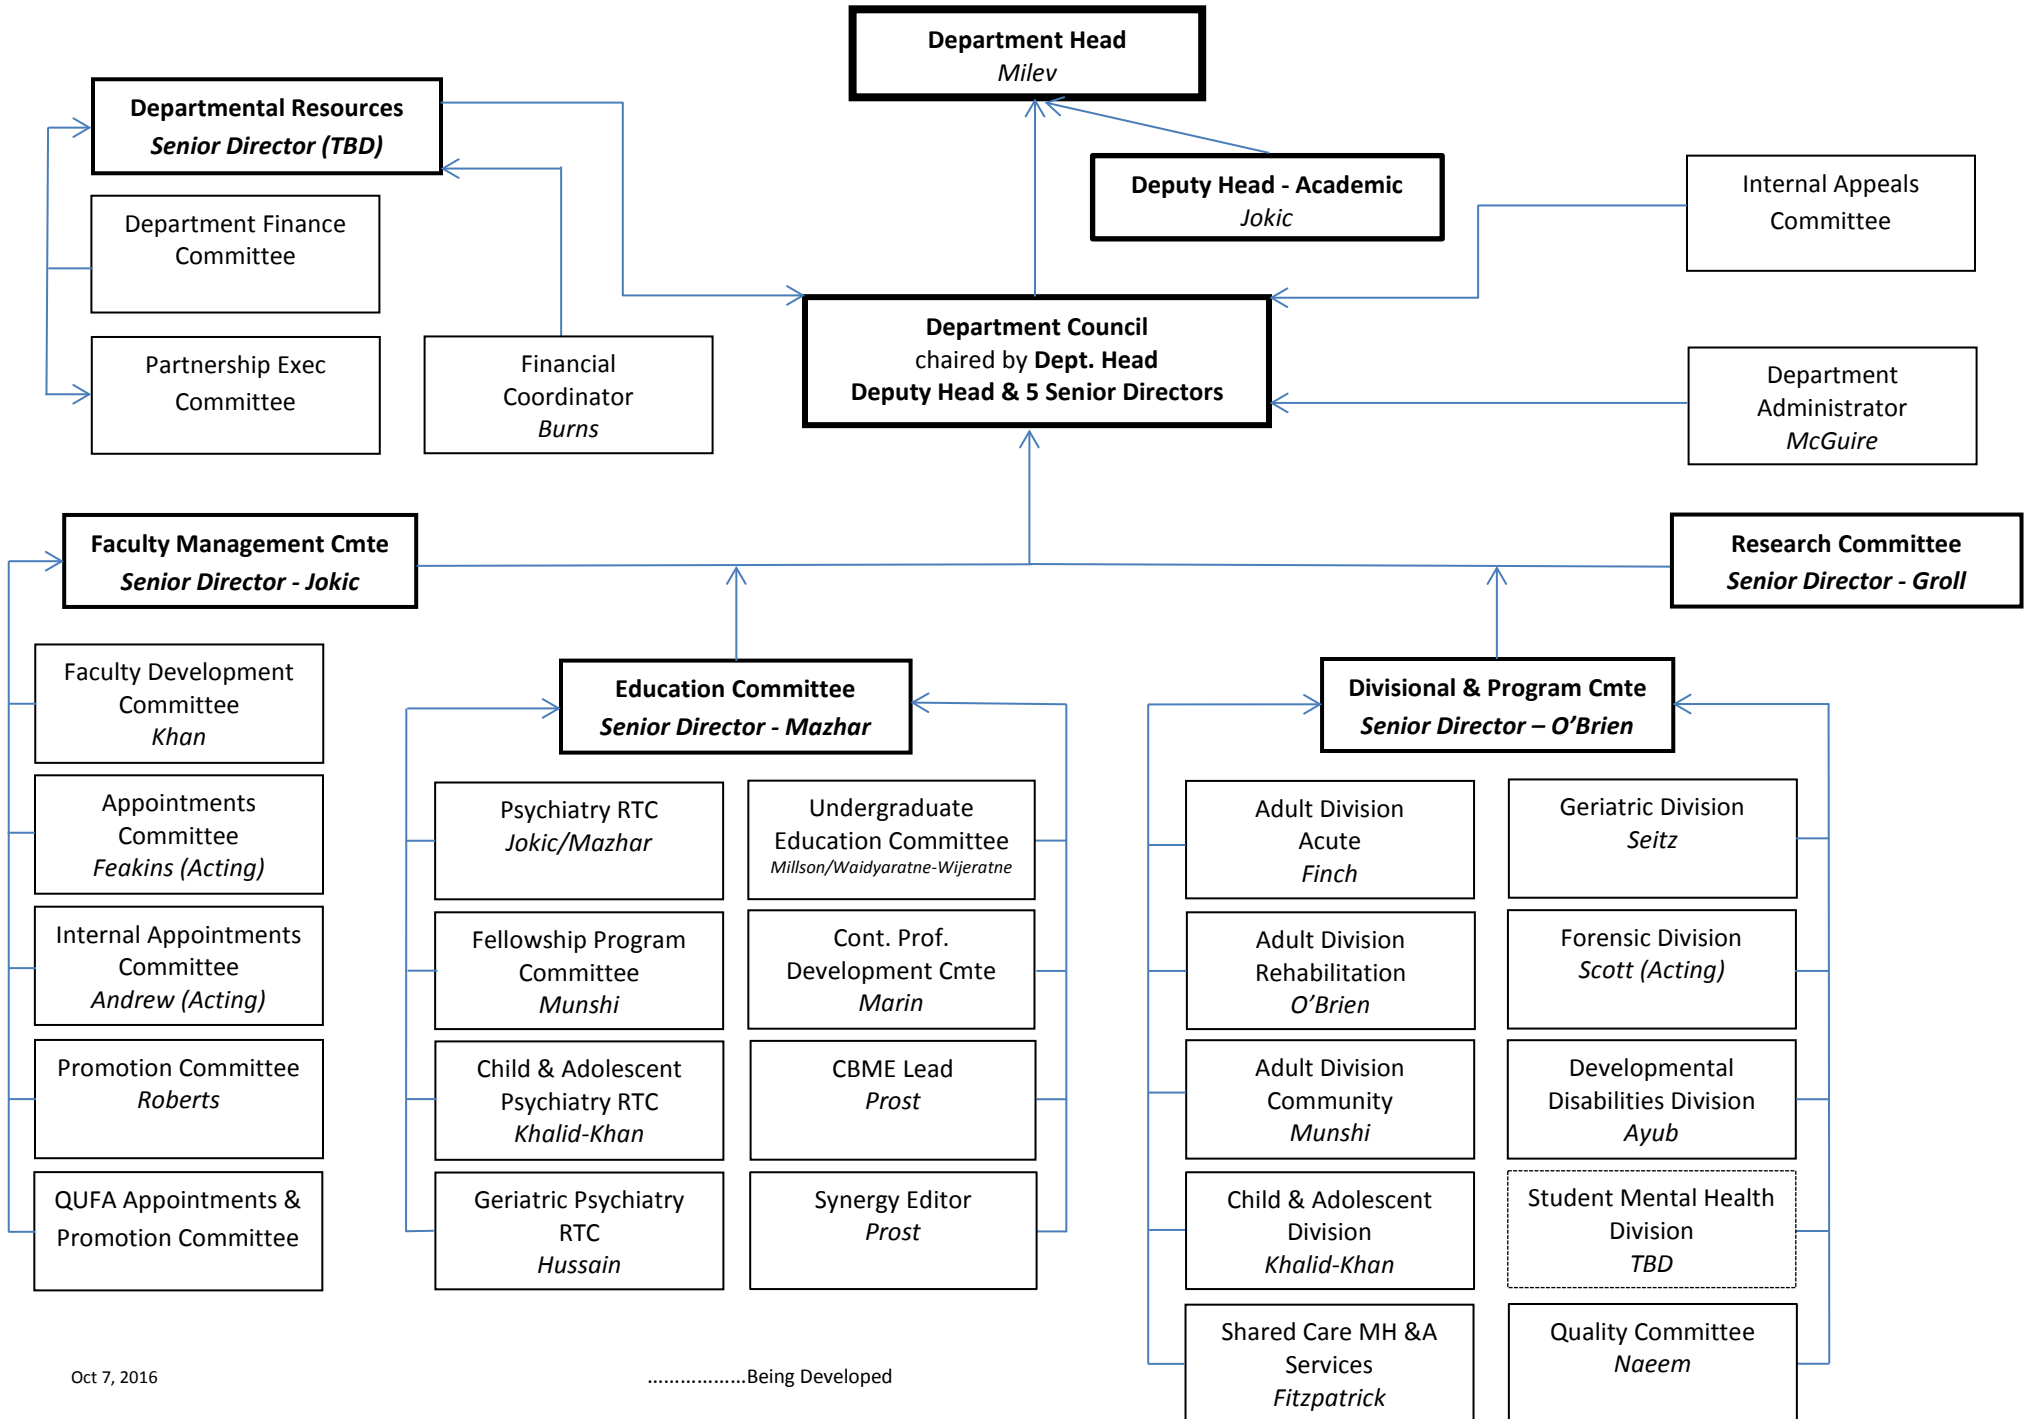 Department Head
Milev
Departmental Resources
Senior Director (TBD)
Deputy Head - Academic
Jokic
Internal Appeals
Committee
Department Finance
Committee
Department Council
chaired by Dept. Head
Deputy Head & 5 Senior Directors
Partnership Exec
Committee
Financial
Coordinator
Burns
Department
Administrator
McGuire
Faculty Management Cmte
Senior Director - Jokic
Research Committee
Senior Director - Groll
Faculty Development
Committee
Khan
Appointments
Committee
Feakins (Acting)
Internal Appointments
Committee
Andrew (Acting)
Promotion Committee
Roberts
QUFA Appointments &
Promotion Committee
Education Committee
Senior Director - Mazhar
Psychiatry RTC
Jokic/Mazhar
Undergraduate
Education Committee
Millson/Waidyaratne-Wijeratne
Fellowship Program
Committee
Munshi
Cont. Prof.
Development Cmte
Marin
Child & Adolescent
Psychiatry RTC
Khalid-Khan
CBME Lead
Prost
Geriatric Psychiatry
RTC
Hussain
Synergy Editor
Prost
Divisional & Program Cmte
Senior Director – O’Brien
Adult Division
Acute
Finch
Geriatric Division
Seitz
Adult Division
Rehabilitation
O’Brien
Forensic Division
Scott (Acting)
Adult Division
Community
Munshi
Developmental
Disabilities Division
Ayub
Child & Adolescent
Division
Khalid-Khan
Student Mental Health
Division
TBD
Shared Care MH &A
Services
Fitzpatrick
Quality Committee
Naeem
Oct 7, 2016
..................Being Developed